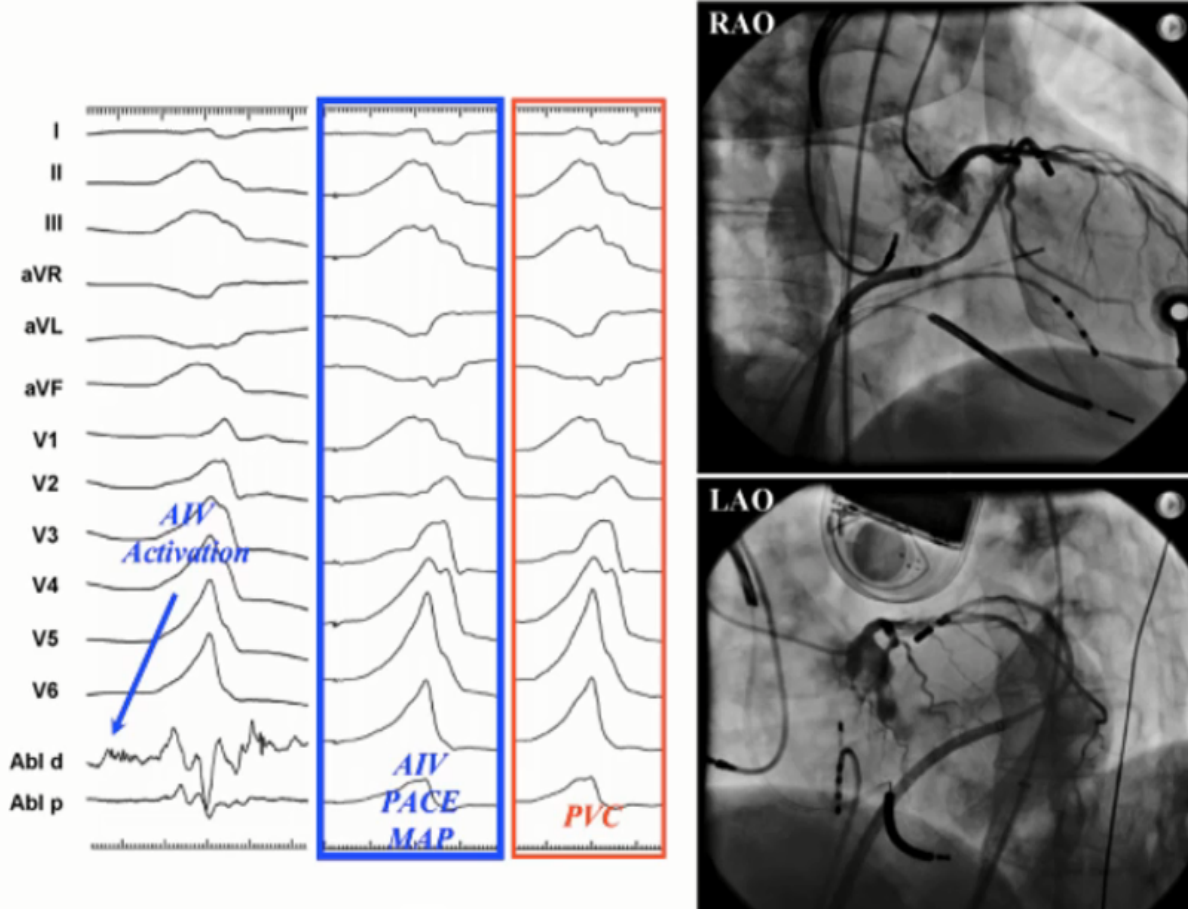 I
II
III
aVR
aVL
aVF
V1
V2
V3
V4
V5
V6
Abl d
Abl p
AIV
Activation
AIV
PACE
MAP
PVC
RAO
LAO